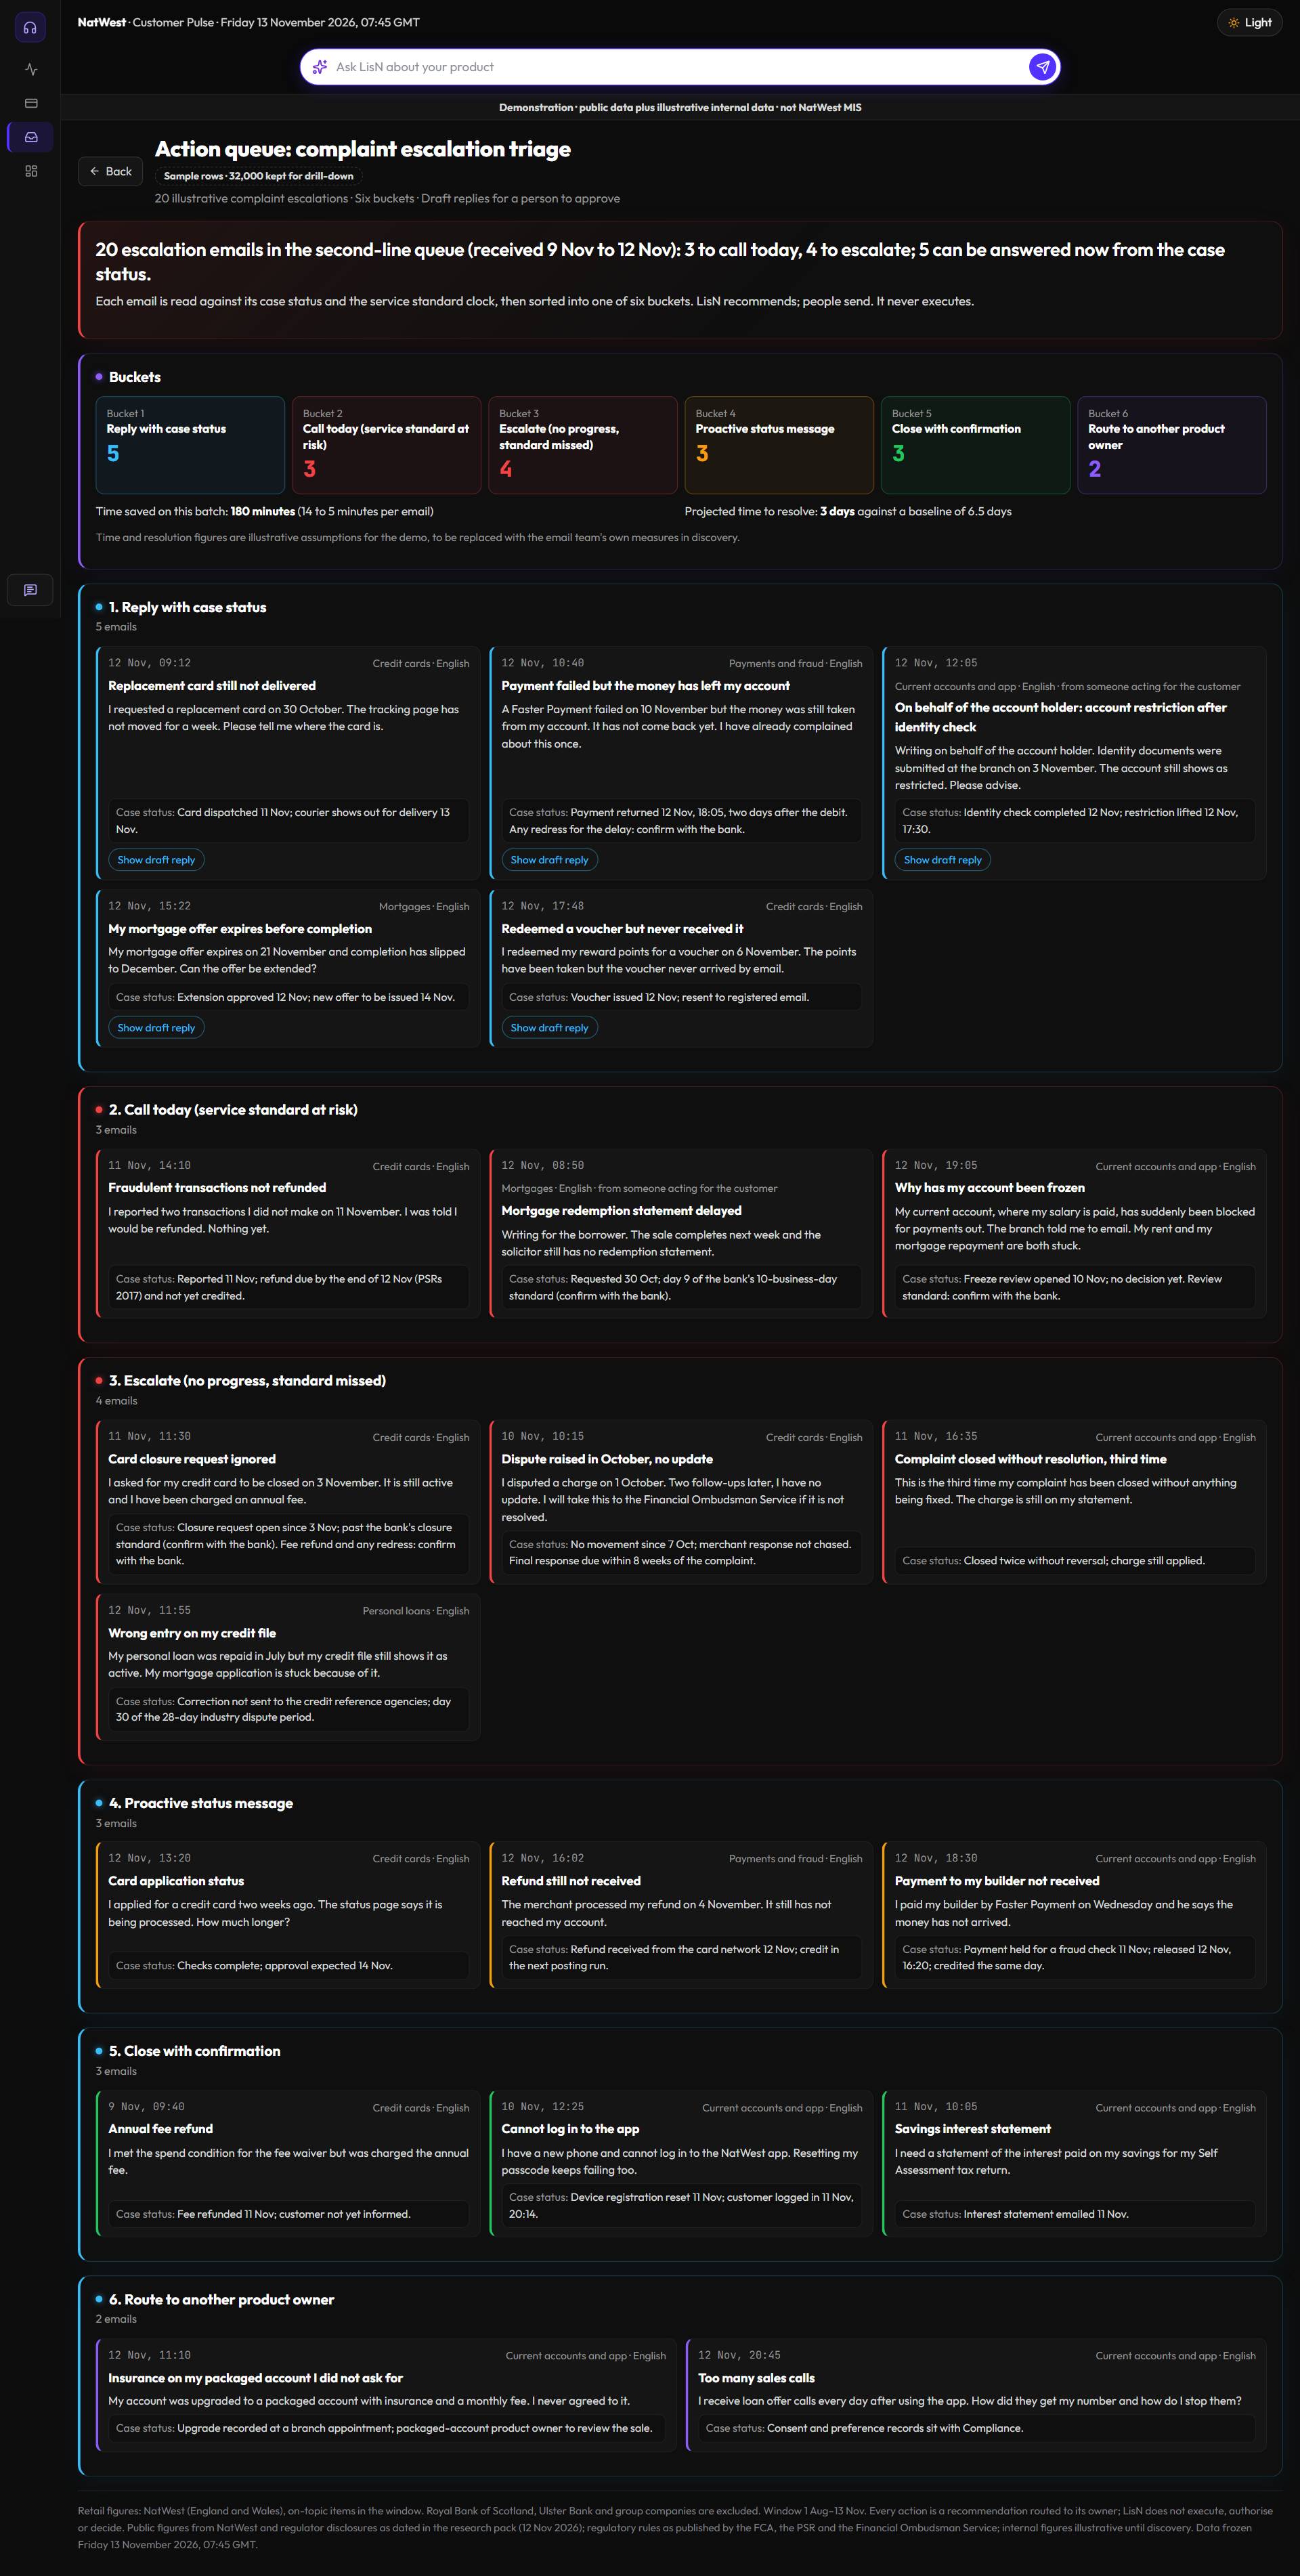 NatWest · Customer Pulse · Friday 13 November 2026, 07:45 GMT
Light
Ask LisN about your product
Demonstration · public data plus illustrative internal data · not NatWest MIS
Back
Action queue: complaint escalation triage
Sample rows · 32,000 kept for drill-down
20 illustrative complaint escalations · Six buckets · Draft replies for a person to approve
20 escalation emails in the second-line queue (received 9 Nov to 12 Nov): 3 to call today, 4 to escalate; 5 can be answered now from the case
status.
Each email is read against its case status and the service standard clock, then sorted into one of six buckets. LisN recommends; people send. It never executes.
Buckets
Bucket 1
Reply with case status
5
Bucket 2
Call today (service standard at
risk)
3
Bucket 3
Escalate (no progress,
standard missed)
4
Bucket 4
Proactive status message
3
Bucket 5
Close with confirmation
3
Bucket 6
Route to another product
owner
2
Time saved on this batch: 180 minutes (14 to 5 minutes per email)
Projected time to resolve: 3 days against a baseline of 6.5 days
Time and resolution figures are illustrative assumptions for the demo, to be replaced with the email team's own measures in discovery.
1. Reply with case status
5 emails
12 Nov, 09:12
Credit cards · English
Replacement card still not delivered
I requested a replacement card on 30 October. The tracking page has
not moved for a week. Please tell me where the card is.
Case status: Card dispatched 11 Nov; courier shows out for delivery 13
Nov.
Show draft reply
12 Nov, 10:40
Payments and fraud · English
Payment failed but the money has left my account
A Faster Payment failed on 10 November but the money was still taken
from my account. It has not come back yet. I have already complained
about this once.
Case status: Payment returned 12 Nov, 18:05, two days after the debit.
Any redress for the delay: confirm with the bank.
Show draft reply
12 Nov, 12:05
Current accounts and app · English · from someone acting for the customer
On behalf of the account holder: account restriction after
identity check
Writing on behalf of the account holder. Identity documents were
submitted at the branch on 3 November. The account still shows as
restricted. Please advise.
Case status: Identity check completed 12 Nov; restriction lifted 12 Nov,
17:30.
Show draft reply
12 Nov, 15:22
Mortgages · English
My mortgage offer expires before completion
My mortgage offer expires on 21 November and completion has slipped
to December. Can the offer be extended?
Case status: Extension approved 12 Nov; new offer to be issued 14 Nov.
Show draft reply
12 Nov, 17:48
Credit cards · English
Redeemed a voucher but never received it
I redeemed my reward points for a voucher on 6 November. The points
have been taken but the voucher never arrived by email.
Case status: Voucher issued 12 Nov; resent to registered email.
Show draft reply
2. Call today (service standard at risk)
3 emails
11 Nov, 14:10
Credit cards · English
Fraudulent transactions not refunded
I reported two transactions I did not make on 11 November. I was told I
would be refunded. Nothing yet.
Case status: Reported 11 Nov; refund due by the end of 12 Nov (PSRs
2017) and not yet credited.
12 Nov, 08:50
Mortgages · English · from someone acting for the customer
Mortgage redemption statement delayed
Writing for the borrower. The sale completes next week and the
solicitor still has no redemption statement.
Case status: Requested 30 Oct; day 9 of the bank's 10-business-day
standard (confirm with the bank).
12 Nov, 19:05
Current accounts and app · English
Why has my account been frozen
My current account, where my salary is paid, has suddenly been blocked
for payments out. The branch told me to email. My rent and my
mortgage repayment are both stuck.
Case status: Freeze review opened 10 Nov; no decision yet. Review
standard: confirm with the bank.
3. Escalate (no progress, standard missed)
4 emails
11 Nov, 11:30
Credit cards · English
Card closure request ignored
I asked for my credit card to be closed on 3 November. It is still active
and I have been charged an annual fee.
Case status: Closure request open since 3 Nov; past the bank's closure
standard (confirm with the bank). Fee refund and any redress: confirm
with the bank.
10 Nov, 10:15
Credit cards · English
Dispute raised in October, no update
I disputed a charge on 1 October. Two follow-ups later, I have no
update. I will take this to the Financial Ombudsman Service if it is not
resolved.
Case status: No movement since 7 Oct; merchant response not chased.
Final response due within 8 weeks of the complaint.
11 Nov, 16:35
Current accounts and app · English
Complaint closed without resolution, third time
This is the third time my complaint has been closed without anything
being fixed. The charge is still on my statement.
Case status: Closed twice without reversal; charge still applied.
12 Nov, 11:55
Personal loans · English
Wrong entry on my credit file
My personal loan was repaid in July but my credit file still shows it as
active. My mortgage application is stuck because of it.
Case status: Correction not sent to the credit reference agencies; day
30 of the 28-day industry dispute period.
4. Proactive status message
3 emails
12 Nov, 13:20
Credit cards · English
Card application status
I applied for a credit card two weeks ago. The status page says it is
being processed. How much longer?
Case status: Checks complete; approval expected 14 Nov.
12 Nov, 16:02
Payments and fraud · English
Refund still not received
The merchant processed my refund on 4 November. It still has not
reached my account.
Case status: Refund received from the card network 12 Nov; credit in
the next posting run.
12 Nov, 18:30
Current accounts and app · English
Payment to my builder not received
I paid my builder by Faster Payment on Wednesday and he says the
money has not arrived.
Case status: Payment held for a fraud check 11 Nov; released 12 Nov,
16:20; credited the same day.
5. Close with confirmation
3 emails
9 Nov, 09:40
Credit cards · English
Annual fee refund
I met the spend condition for the fee waiver but was charged the annual
fee.
Case status: Fee refunded 11 Nov; customer not yet informed.
10 Nov, 12:25
Current accounts and app · English
Cannot log in to the app
I have a new phone and cannot log in to the NatWest app. Resetting my
passcode keeps failing too.
Case status: Device registration reset 11 Nov; customer logged in 11 Nov,
20:14.
11 Nov, 10:05
Current accounts and app · English
Savings interest statement
I need a statement of the interest paid on my savings for my Self
Assessment tax return.
Case status: Interest statement emailed 11 Nov.
6. Route to another product owner
2 emails
12 Nov, 11:10
Current accounts and app · English
Insurance on my packaged account I did not ask for
My account was upgraded to a packaged account with insurance and a monthly fee. I never agreed to it.
Case status: Upgrade recorded at a branch appointment; packaged-account product owner to review the sale.
12 Nov, 20:45
Current accounts and app · English
Too many sales calls
I receive loan offer calls every day after using the app. How did they get my number and how do I stop them?
Case status: Consent and preference records sit with Compliance.
Retail figures: NatWest (England and Wales), on-topic items in the window. Royal Bank of Scotland, Ulster Bank and group companies are excluded. Window 1 Aug–13 Nov. Every action is a recommendation routed to its owner; LisN does not execute, authorise
or decide. Public figures from NatWest and regulator disclosures as dated in the research pack (12 Nov 2026); regulatory rules as published by the FCA, the PSR and the Financial Ombudsman Service; internal figures illustrative until discovery. Data frozen
Friday 13 November 2026, 07:45 GMT.